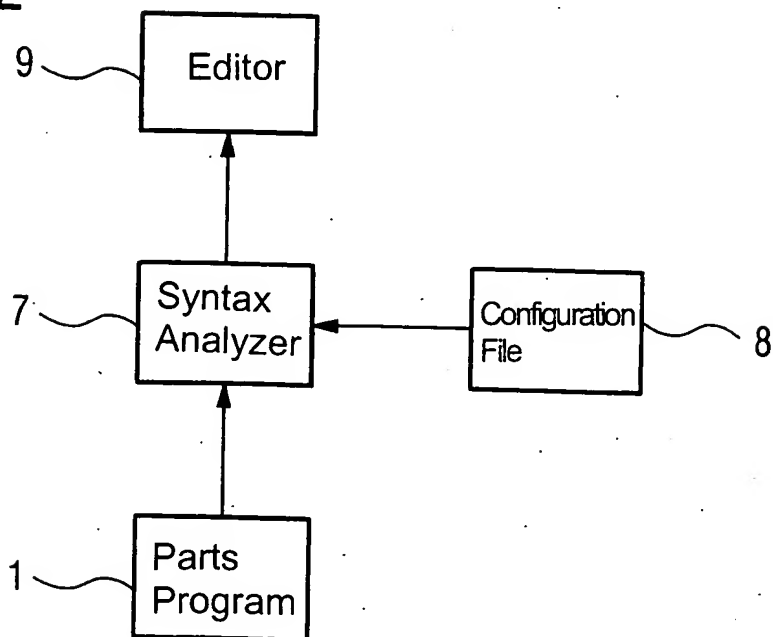 9
Editor
7
Syntax
Analyzer
Configuration
File
8
1
Parts
Program